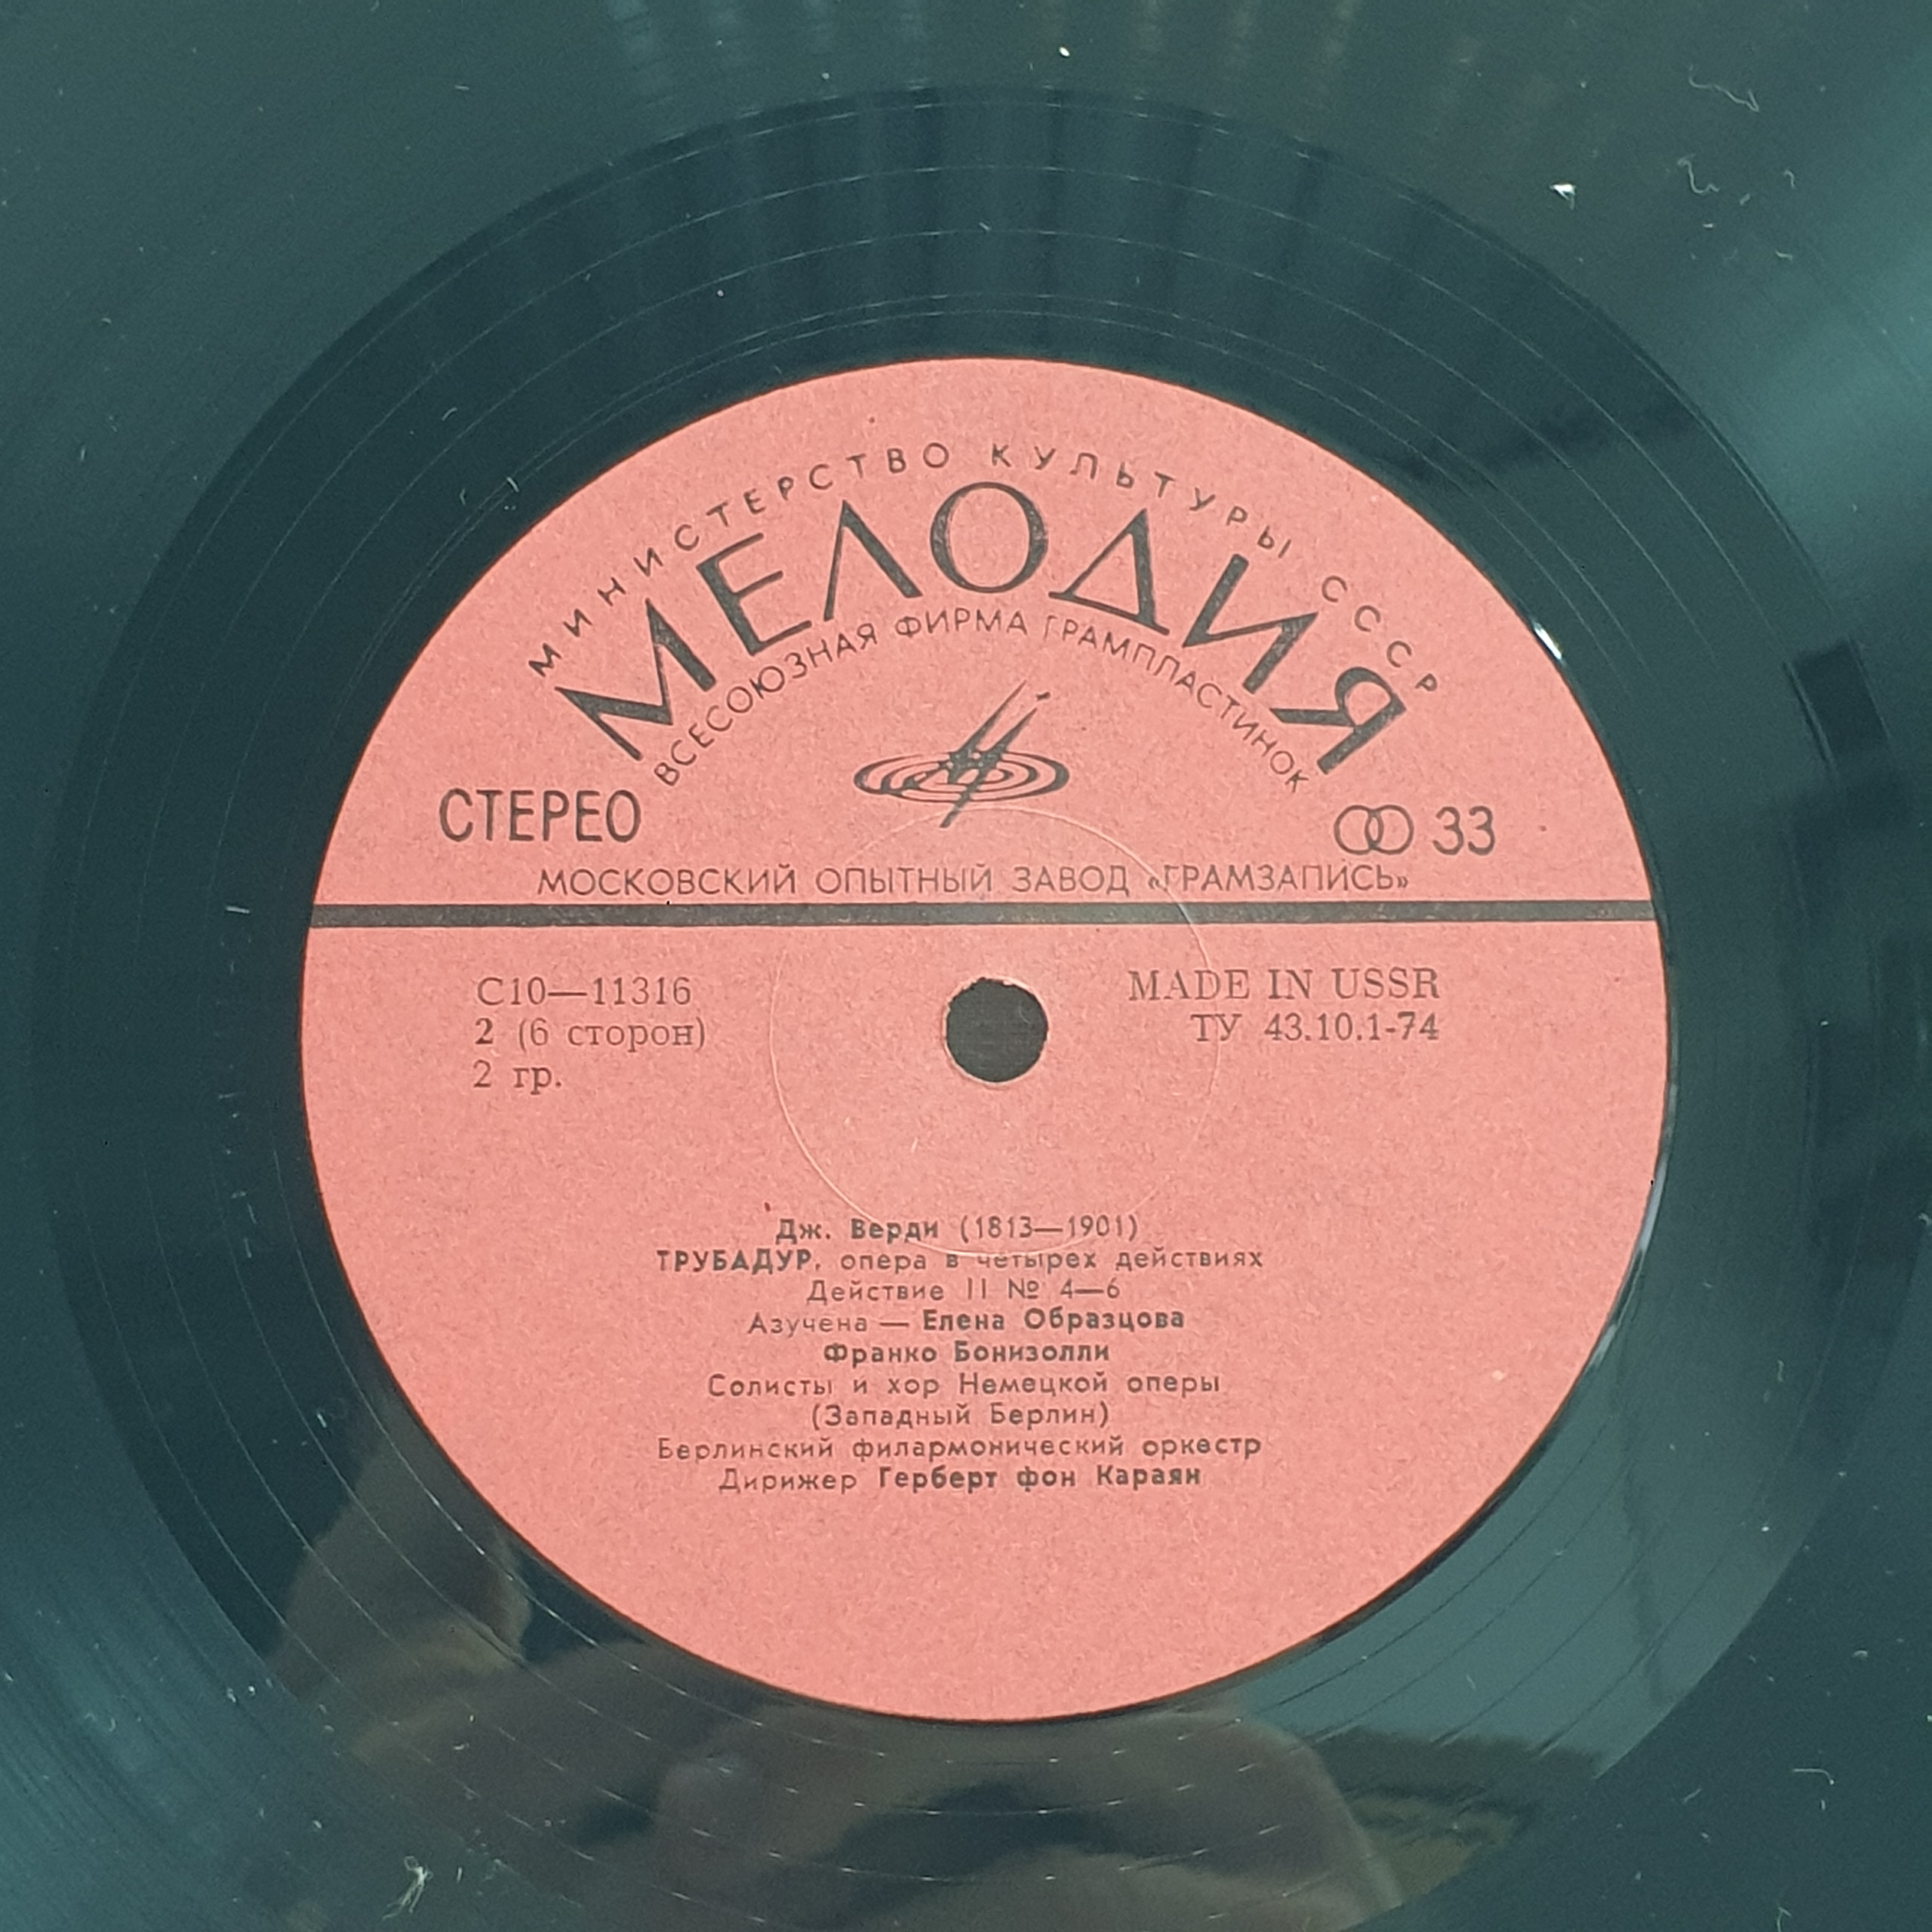 МИНИСТЕРСТВО КУЛЬТУРЫ СССР
МЕЛОДИЯ
ВСЕСОЮЗНАЯ ФИРМА ГРАМПЛАСТИНОК
СТЕРЕО
33
МОСКОВСКИЙ ОПЫТНЫЙ ЗАВОД «ГРАМЗАПИСЬ»
С10—11316
2 (6 сторон)
2 гр.
MADE IN USSR
ТУ 43.10.1-74
Дж. Верди (1813—1901)
ТРУБАДУР, опера в четырех действиях
Действие II № 4—6
Азучена — Елена Образцова
Франко Бонизолли
Солисты и хор Немецкой оперы
(Западный Берлин)
Берлинский филармонический оркестр
Дирижер Герберт фон Караян